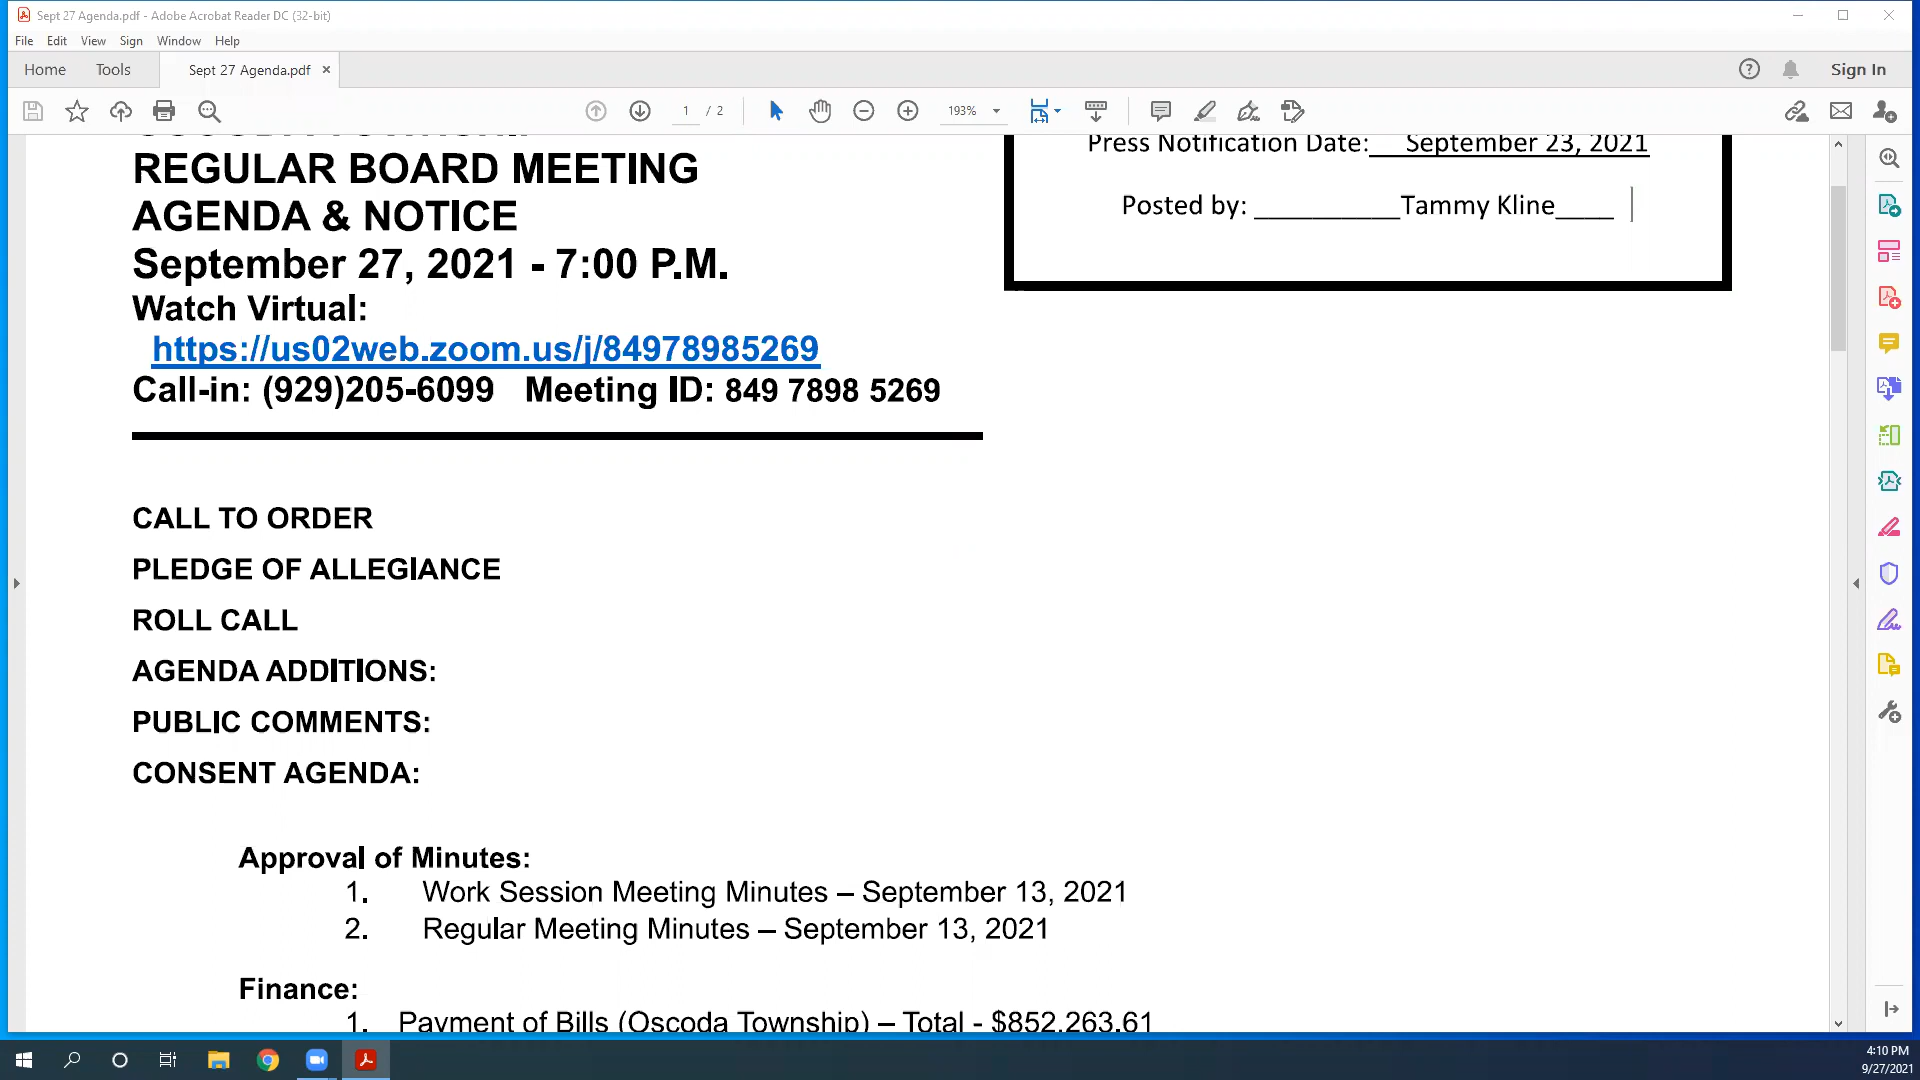 Sept 27 Agenda.pdf - Adobe Acrobat Reader DC (32-bit)
File Edit View Sign Window Help
Home Tools Sept 27 Agenda.pdf × Sign In
1 / 2 193%
REGULAR BOARD MEETING
AGENDA & NOTICE
September 27, 2021 - 7:00 P.M.
Watch Virtual:
https://us02web.zoom.us/j/84978985269
Call-in: (929)205-6099 Meeting ID: 849 7898 5269
Press Notification Date:__September 23, 2021
Posted by: ___________Tammy Kline____
CALL TO ORDER
PLEDGE OF ALLEGIANCE
ROLL CALL
AGENDA ADDITIONS:
PUBLIC COMMENTS:
CONSENT AGENDA:
Approval of Minutes:
1. Work Session Meeting Minutes – September 13, 2021
2. Regular Meeting Minutes – September 13, 2021
Finance:
1. Payment of Bills (Oscoda Township) – Total - $852,263.61
4:10 PM
9/27/2021